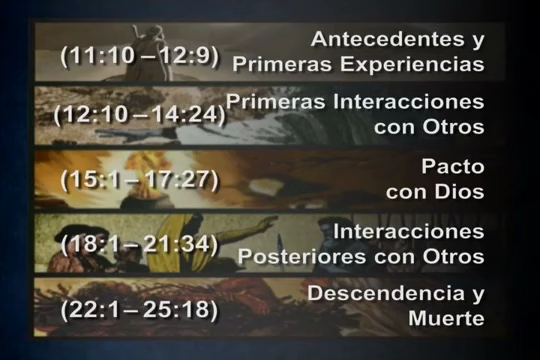 (11:10 – 12:9)
Antecedentes y
Primeras Experiencias
(12:10 – 14:24)
Primeras Interacciones
con Otros
(15:1 – 17:27)
Pacto
con Dios
(18:1 – 21:34)
Interacciones
Posteriores con Otros
(22:1 – 25:18)
Descendencia y
Muerte